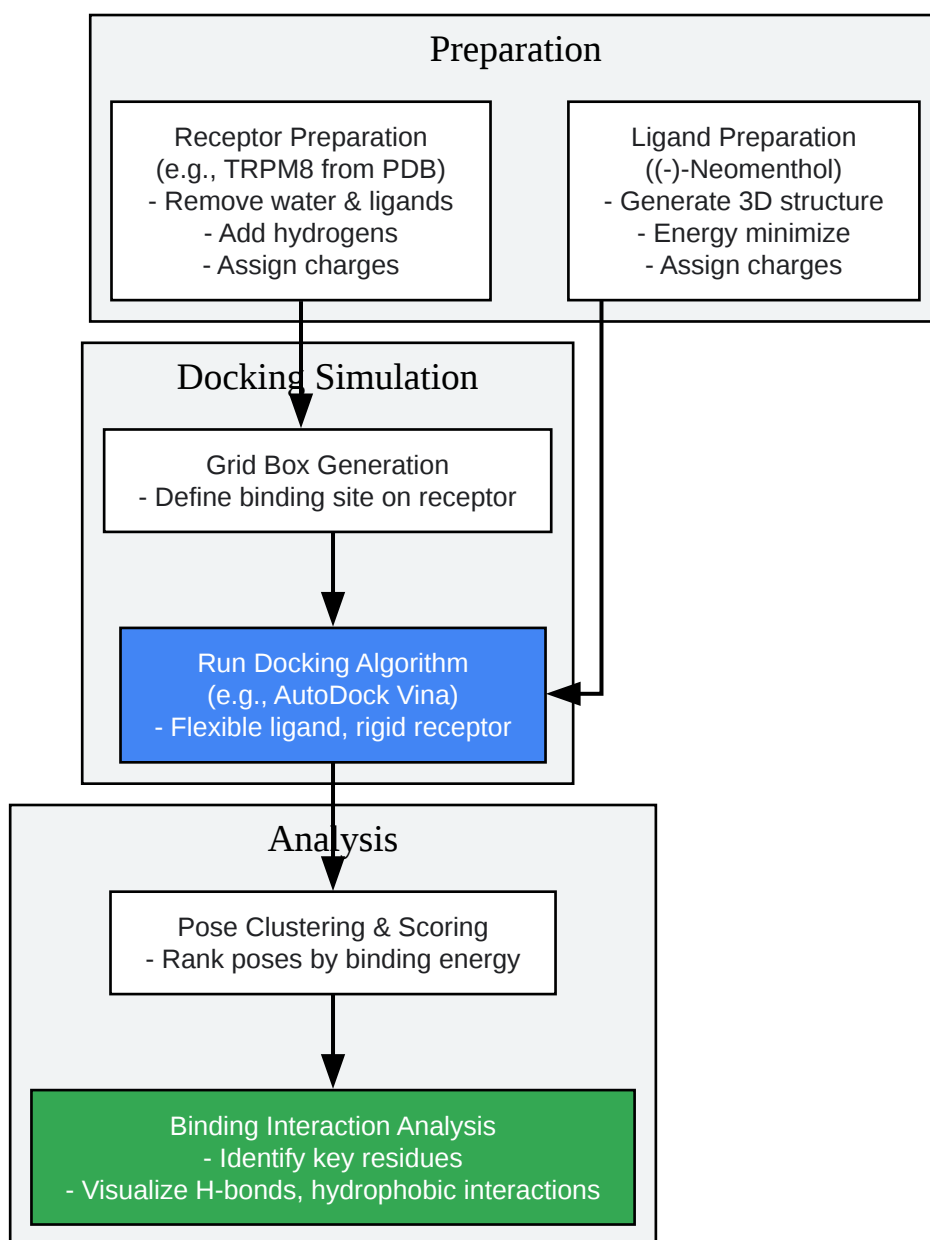 Preparation
Receptor Preparation
(e.g., TRPM8 from PDB)
- Remove water & ligands
- Add hydrogens
- Assign charges
Ligand Preparation
((-)-Neomenthol)
- Generate 3D structure
- Energy minimize
- Assign charges
Docking Simulation
Grid Box Generation
- Define binding site on receptor
Run Docking Algorithm
(e.g., AutoDock Vina)
- Flexible ligand, rigid receptor
Analysis
Pose Clustering & Scoring
- Rank poses by binding energy
Binding Interaction Analysis
- Identify key residues
- Visualize H-bonds, hydrophobic interactions